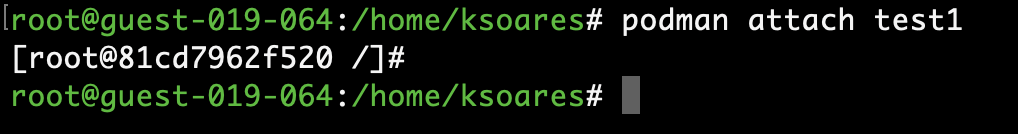 [root@guest-019-064:/home/ksoares# podman attach test1
[root@81cd7962f520 /]#
root@guest-019-064:/home/ksoares#